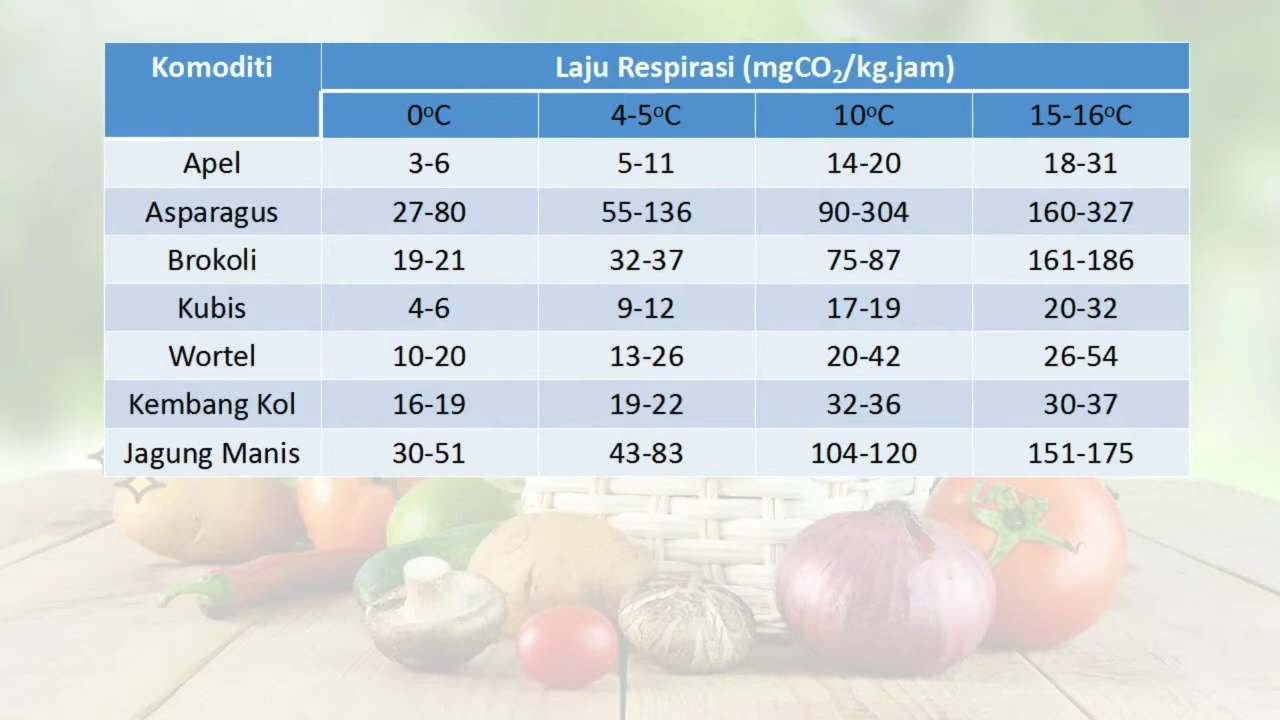 Komoditi Laju Respirasi (mgCO₂/kg.jam)
0ᵒC 4-5ᵒC 10ᵒC 15-16ᵒC
Apel 3-6 5-11 14-20 18-31
Asparagus 27-80 55-136 90-304 160-327
Brokoli 19-21 32-37 75-87 161-186
Kubis 4-6 9-12 17-19 20-32
Wortel 10-20 13-26 20-42 26-54
Kembang Kol 16-19 19-22 32-36 30-37
Jagung Manis 30-51 43-83 104-120 151-175